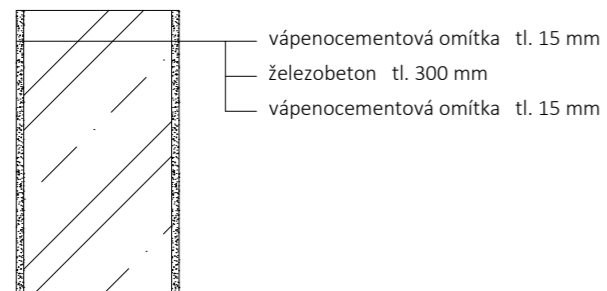 vápenocementová omítka tl. 15 mm
železobeton tl. 300 mm
vápenocementová omítka tl. 15 mm